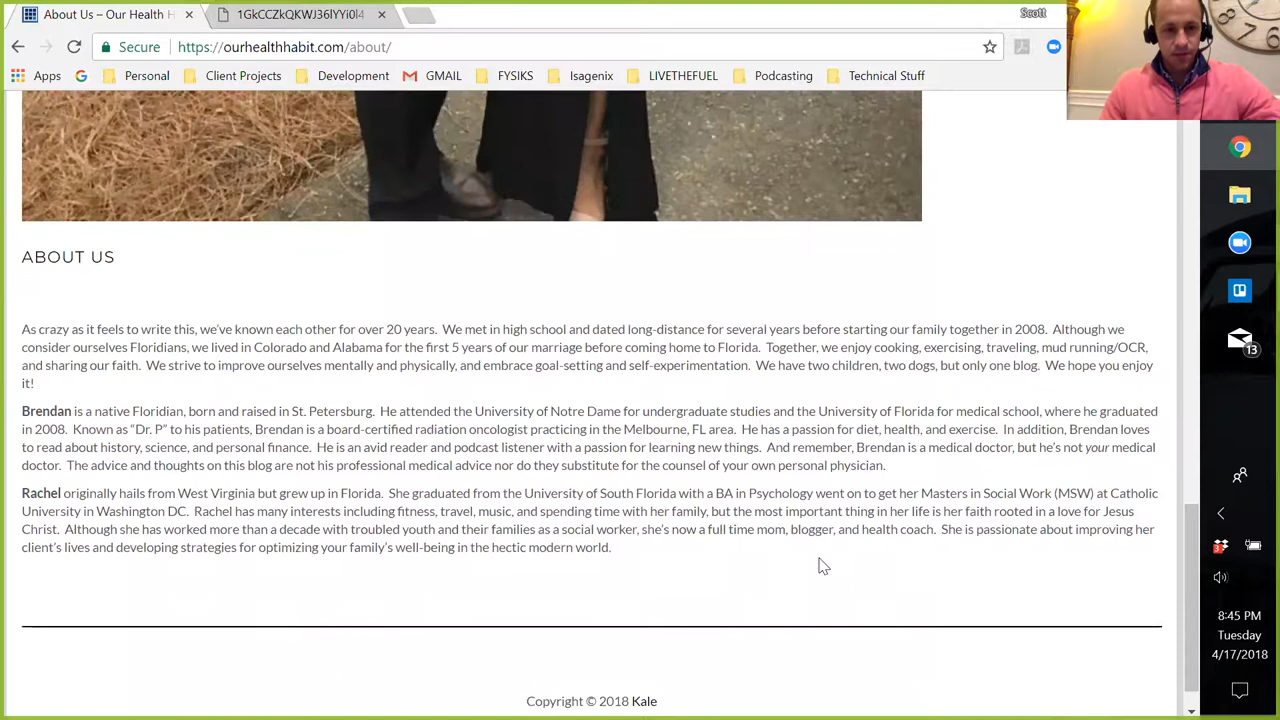 About Us – Our Health H
1GkCCZkQKWJ36lYYi0l4
Scott
Secure
https://ourhealthhabit.com/about/
Apps
Personal
Client Projects
Development
GMAIL
FYSIKS
Isagenix
LIVETHEFUEL
Podcasting
Technical Stuff
ABOUT US
As crazy as it feels to write this, we've known each other for over 20 years. We met in high school and dated long-distance for several years before starting our family together in 2008. Although we
consider ourselves Floridians, we lived in Colorado and Alabama for the first 5 years of our marriage before coming home to Florida. Together, we enjoy cooking, exercising, traveling, mud running/OCR,
and sharing our faith. We strive to improve ourselves mentally and physically, and embrace goal-setting and self-experimentation. We have two children, two dogs, but only one blog. We hope you enjoy
it!
Brendan is a native Floridian, born and raised in St. Petersburg. He attended the University of Notre Dame for undergraduate studies and the University of Florida for medical school, where he graduated
in 2008. Known as "Dr. P" to his patients, Brendan is a board-certified radiation oncologist practicing in the Melbourne, FL area. He has a passion for diet, health, and exercise. In addition, Brendan loves
to read about history, science, and personal finance. He is an avid reader and podcast listener with a passion for learning new things. And remember, Brendan is a medical doctor, but he's not your medical
doctor. The advice and thoughts on this blog are not his professional medical advice nor do they substitute for the counsel of your own personal physician.
Rachel originally hails from West Virginia but grew up in Florida. She graduated from the University of South Florida with a BA in Psychology went on to get her Masters in Social Work (MSW) at Catholic
University in Washington DC. Rachel has many interests including fitness, travel, music, and spending time with her family, but the most important thing in her life is her faith rooted in a love for Jesus
Christ. Although she has worked more than a decade with troubled youth and their families as a social worker, she's now a full time mom, blogger, and health coach. She is passionate about improving her
client's lives and developing strategies for optimizing your family's well-being in the hectic modern world.
Copyright © 2018 Kale
13
3
8:45 PM
Tuesday
4/17/2018